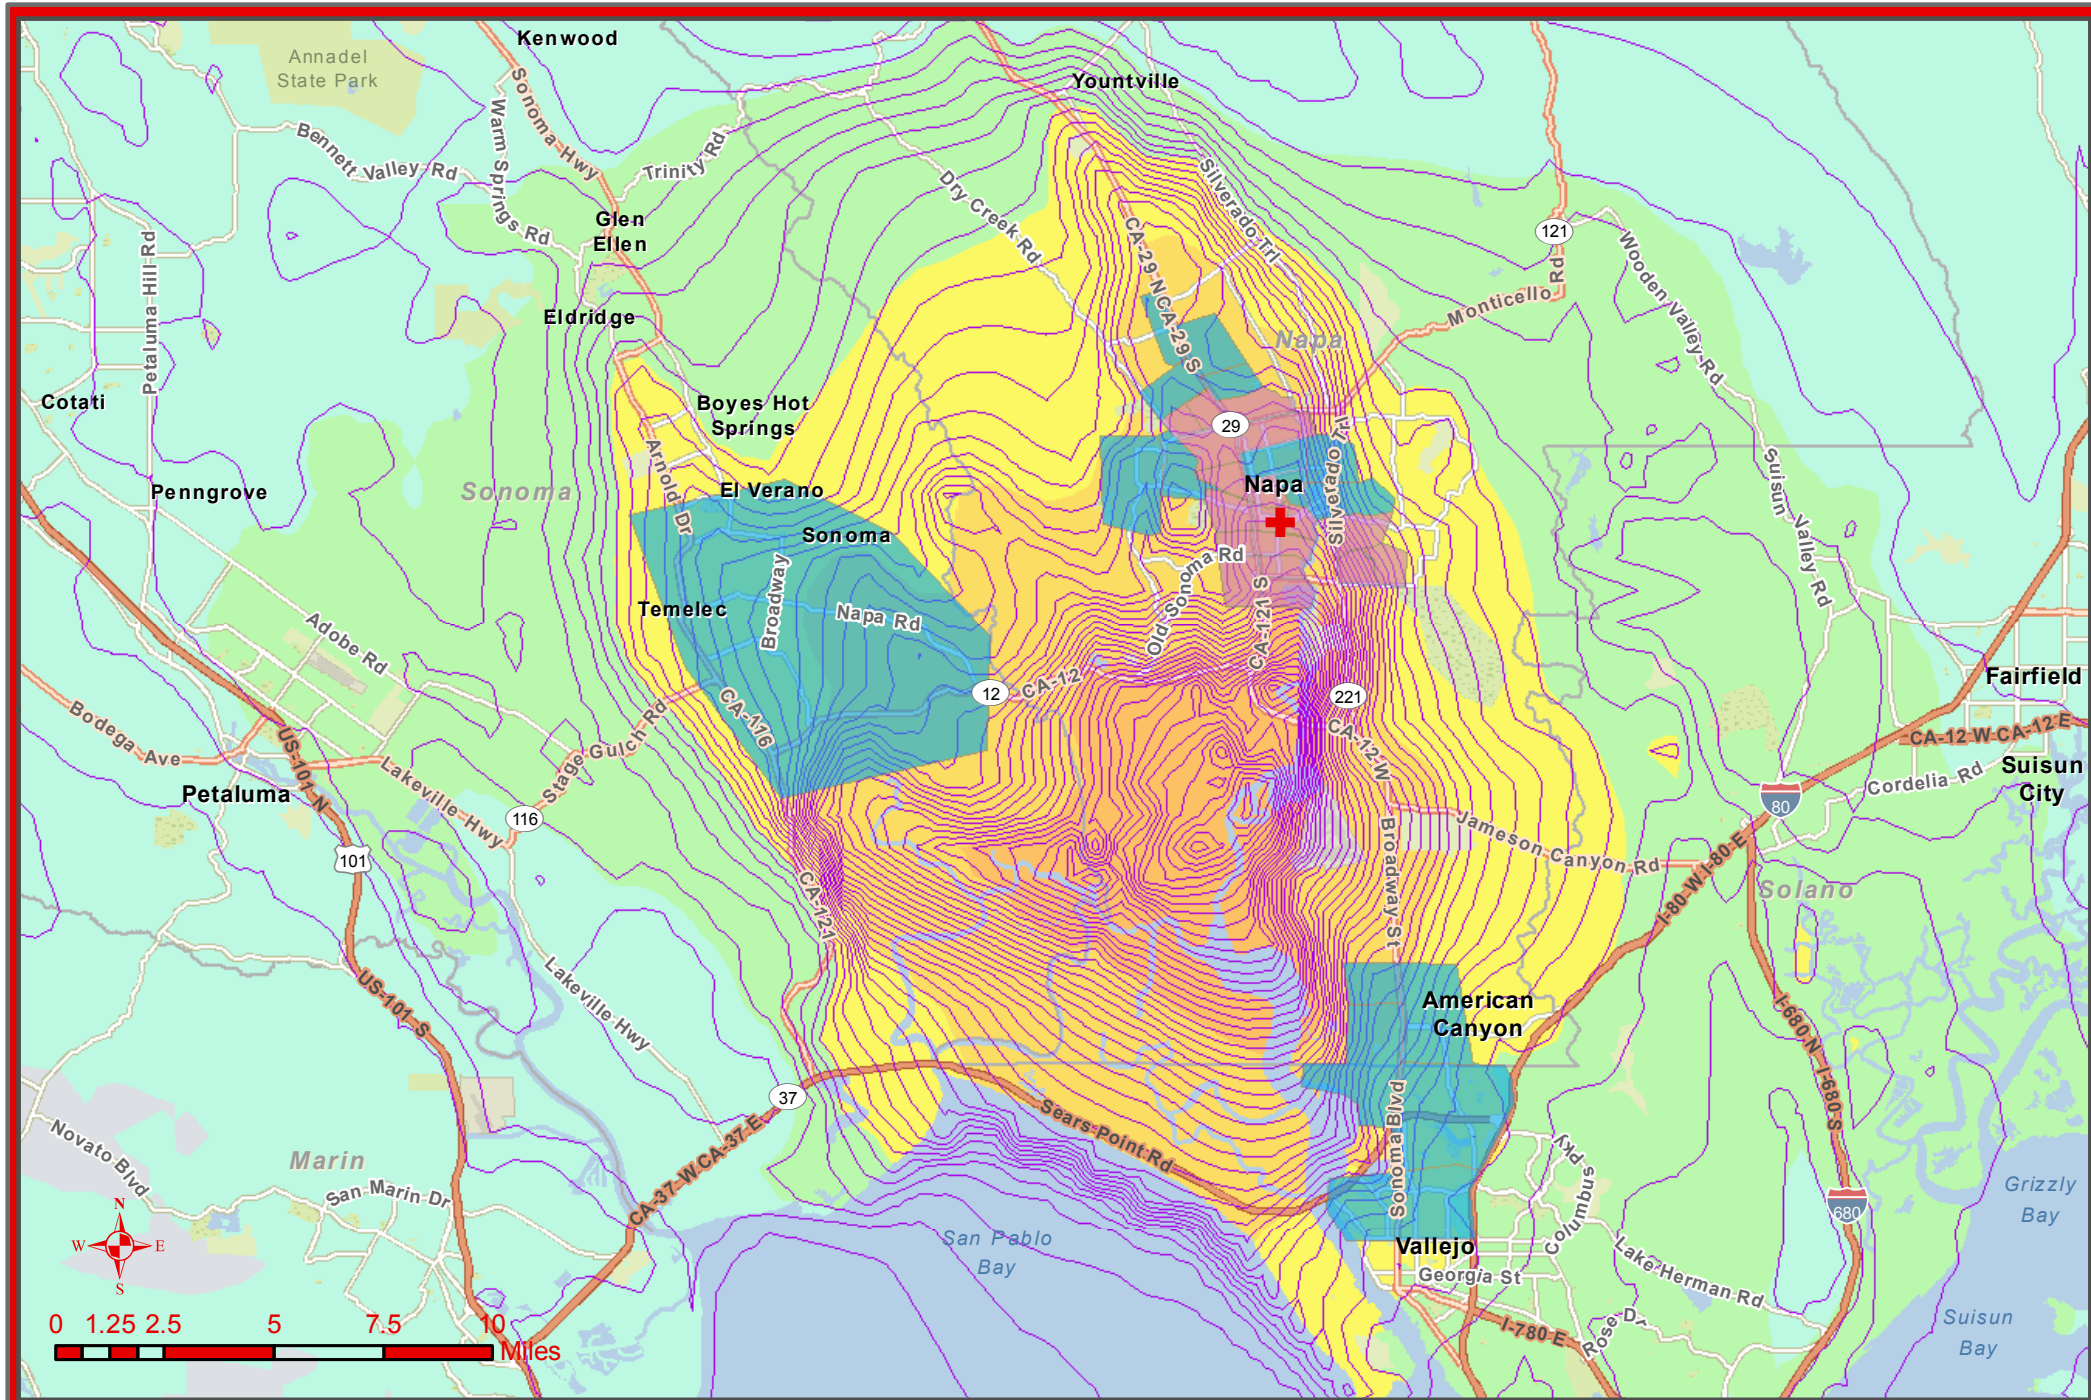 Kenwood
Annadel
State Park
Yountville
Sonoma Hwy
Warm Springs Rd
Bennett Valley Rd
Trinity Rd
Dry Creek Rd
Silverado Trl
Glen
Ellen
CA-29 N
CA-29 S
121
Wooden Valley Rd
Monticello Rd
Petaluma Hill Rd
Eldridge
Napa
Cotati
Boyes Hot
Springs
29
Silverado Trl
Arnold Dr
Penngrove
Sonoma
El Verano
Napa
Suisun Valley Rd
Sonoma
Old Sonoma Rd
Temelec
Broadway
Napa Rd
CA-121 S
Adobe Rd
Fairfield
12
CA-12
221
CA-116
CA-12 W
CA-12 W CA-12 E
Bodega Ave
US-101 N
Stage Gulch Rd
Lakeville Hwy
Petaluma
Suisun
City
Cordelia Rd
80
116
101
Broadway St
Jameson Canyon Rd
I-80 W I-80 E
CA-121
Solano
Lakeville Hwy
US-101 S
American
Canyon
I-680 N I-680 S
37
Sears Point Rd
Sonoma Blvd
CA-37 W CA-37 E
Novato Blvd
Marin
San Marin Dr
Columbus Pky
Grizzly
Bay
680
N
W
E
S
San Pablo
Bay
Vallejo
Georgia St
Lake Herman Rd
Rose Dr
I-780 E
Suisun
Bay
0 1.25 2.5 5 7.5 10
Miles